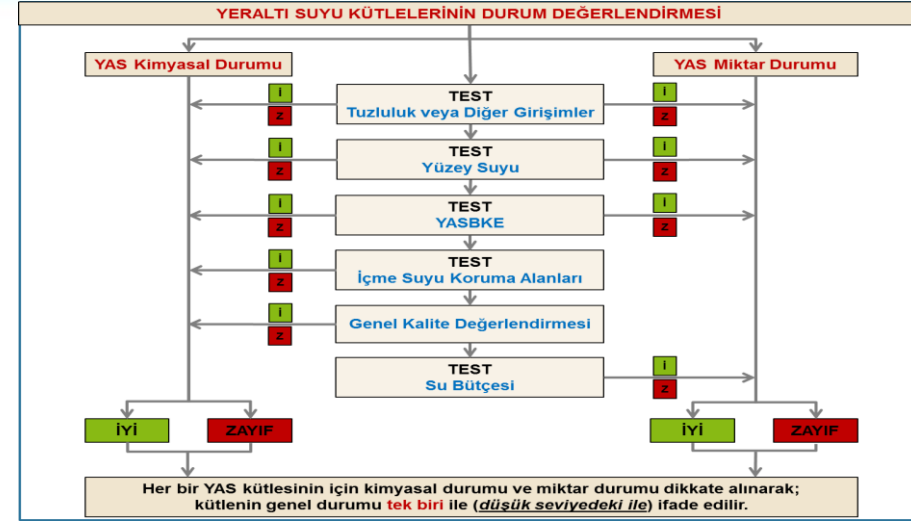 YERALTI SUYU KÜTLELERİNİN DURUM DEĞERLENDİRMESİ
YAS Kimyasal Durumu
YAS Miktar Durumu
İ
Z
TEST
Tuzluluk veya Diğer Girişimler
İ
Z
İ
Z
TEST
Yüzey Suyu
İ
Z
İ
Z
TEST
YASBKE
İ
Z
İ
Z
TEST
İçme Suyu Koruma Alanları
İ
Z
Genel Kalite Değerlendirmesi
TEST
Su Bütçesi
İ
Z
İYİ
ZAYIF
İYİ
ZAYIF
Her bir YAS kütlesinin için kimyasal durumu ve miktar durumu dikkate alınarak;
kütlenin genel durumu tek biri ile (düşük seviyedeki ile) ifade edilir.